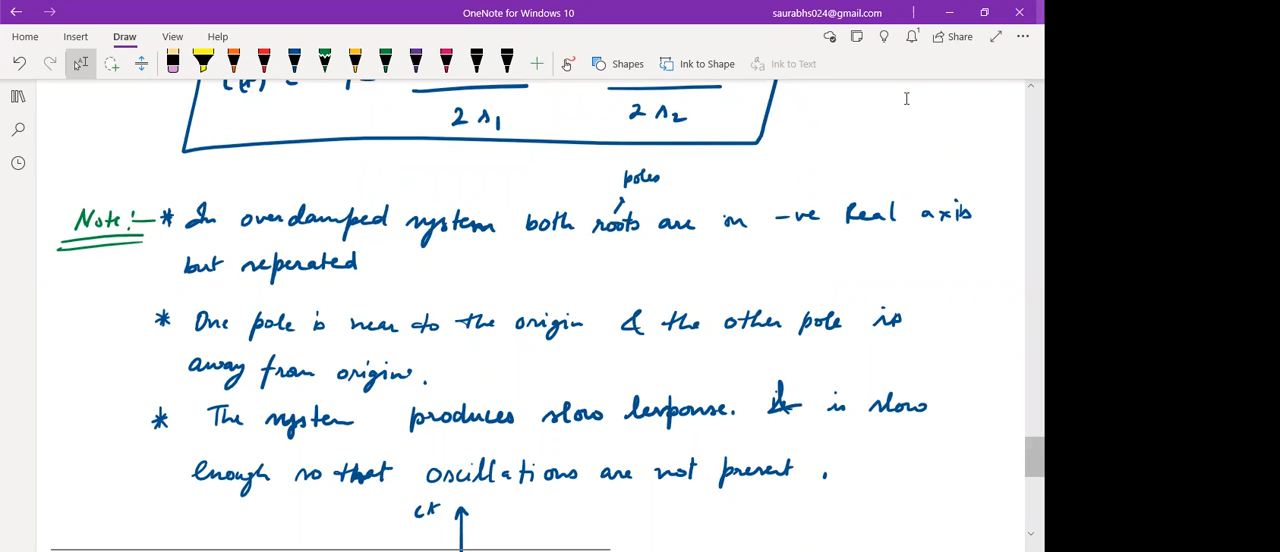 OneNote for Windows 10
saurabhs024@gmail.com
Home Insert Draw View Help
Share
Shapes
Ink to Shape
Ink to Text
2 s1
2 s2
poles
Note:- * In overdamped system both roots are in -ve Real axis
but seperated
* One pole is near to the origin & the other pole is
away from origin.
* The system produces slow response. It is slow
enough so that oscillations are not present.